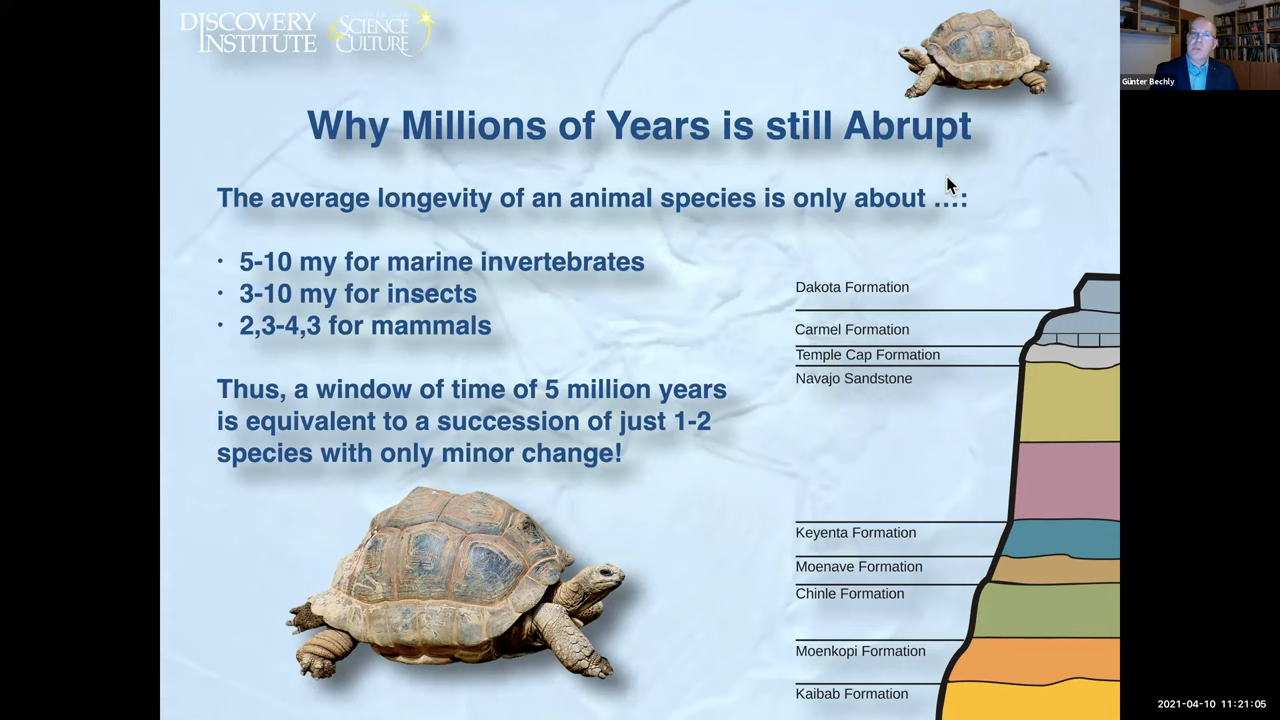 DISCOVERY
INSTITUTE
SCIENCE
& CULTURE
Günter Bechly
Why Millions of Years is still Abrupt
The average longevity of an animal species is only about ...:
· 5-10 my for marine invertebrates
· 3-10 my for insects
· 2,3-4,3 for mammals
Thus, a window of time of 5 million years
is equivalent to a succession of just 1-2
species with only minor change!
Dakota Formation
Carmel Formation
Temple Cap Formation
Navajo Sandstone
Keyenta Formation
Moenave Formation
Chinle Formation
Moenkopi Formation
Kaibab Formation
2021-04-10 11:21:05